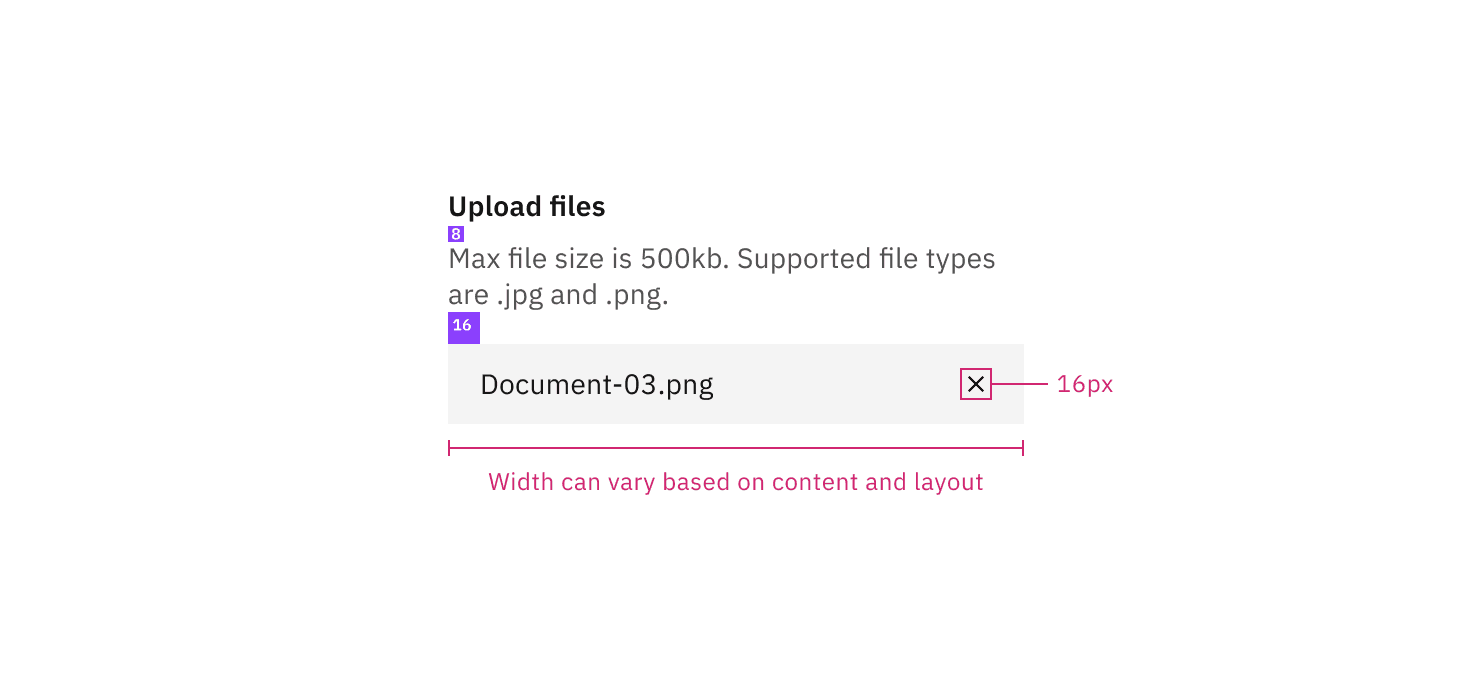 Upload files
8
Max file size is 500kb. Supported file types
are .jpg and .png.
16
Document-03.png
16px
Width can vary based on content and layout